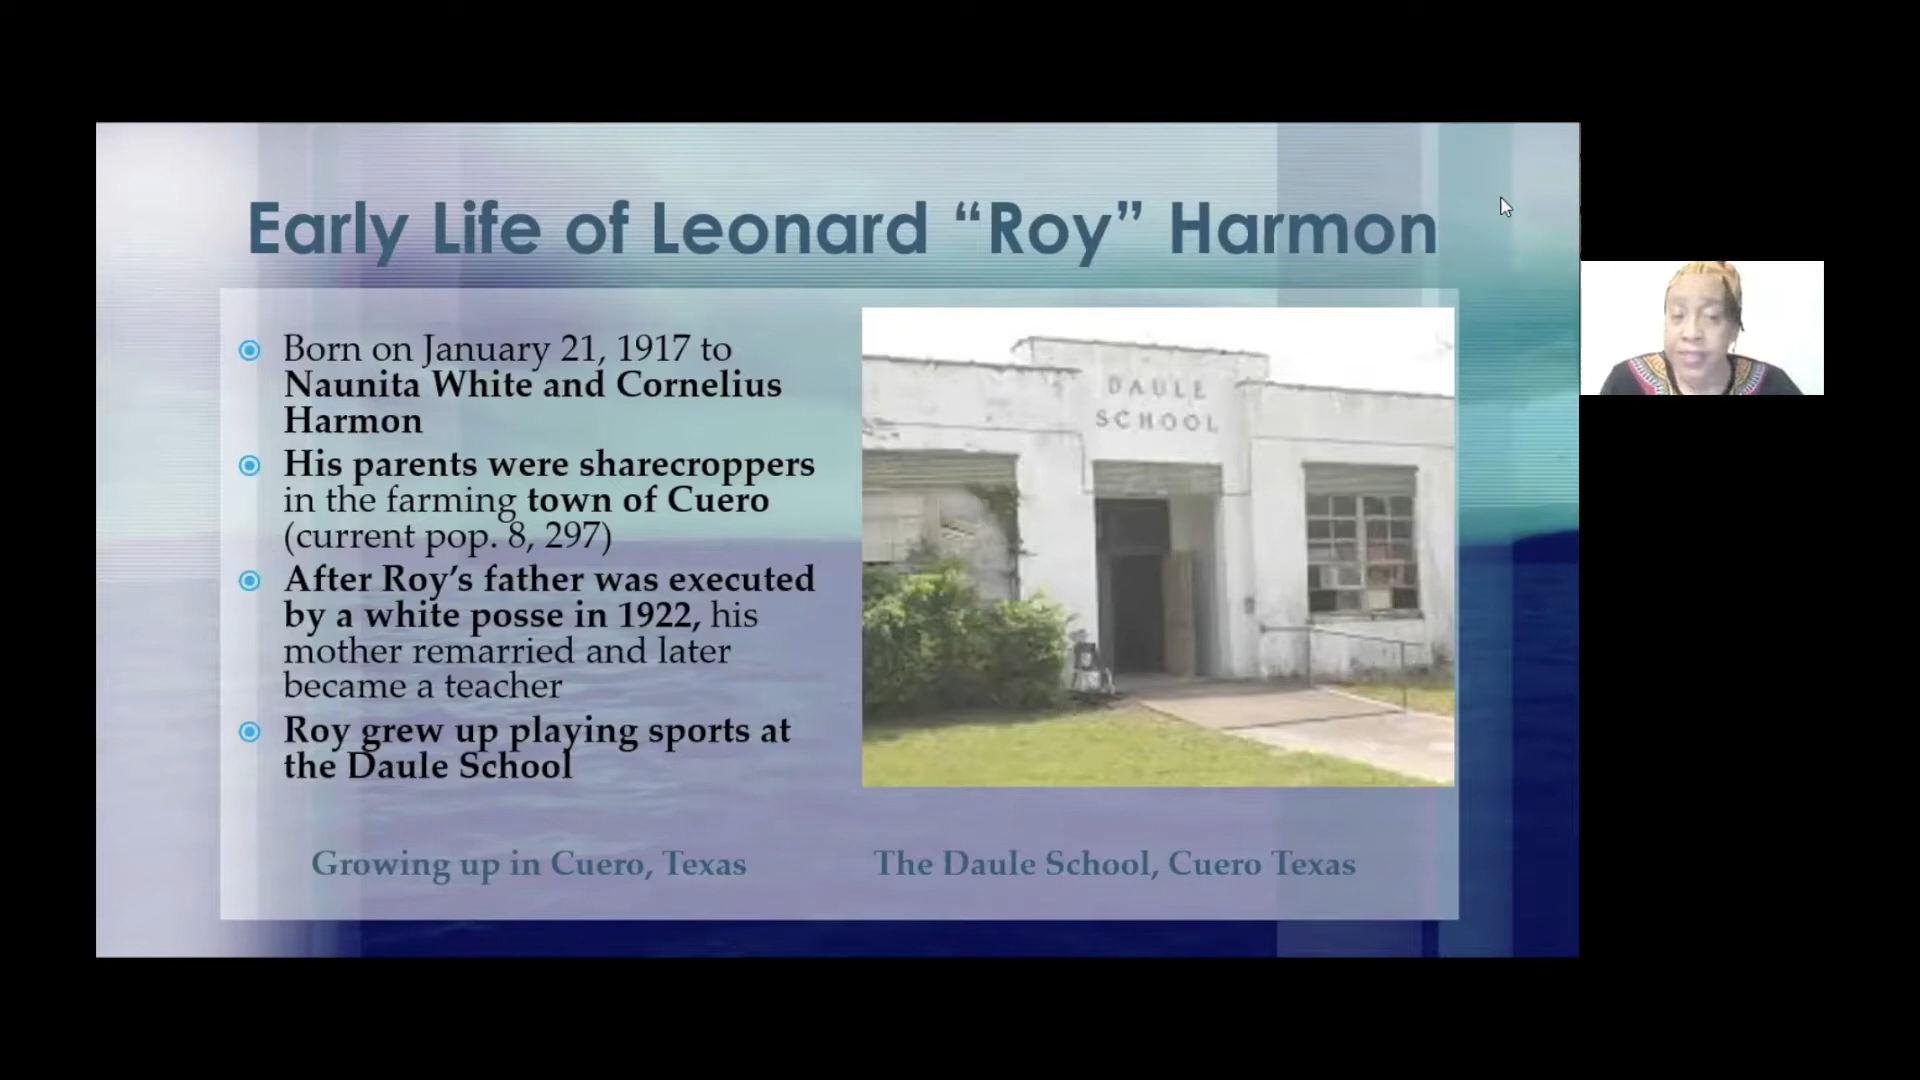 Early Life of Leonard “Roy” Harmon
Born on January 21, 1917 to
Naunita White and Cornelius
Harmon
His parents were sharecroppers
in the farming town of Cuero
(current pop. 8, 297)
After Roy’s father was executed
by a white posse in 1922, his
mother remarried and later
became a teacher
Roy grew up playing sports at
the Daule School
Growing up in Cuero, Texas
DAULE
SCHOOL
The Daule School, Cuero Texas